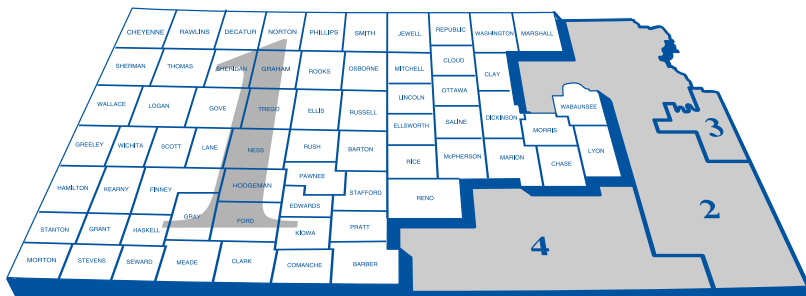 CHEYENNE RAWLINS DECATUR NORTON PHILLIPS SMITH JEWELL REPUBLIC WASHINGTON MARSHALL
SHERMAN THOMAS SHERIDAN GRAHAM ROOKS OSBORNE MITCHELL CLOUD CLAY
WALLACE LOGAN GOVE TREGO ELLIS RUSSELL LINCOLN OTTAWA WABAUNSEE
ELLSWORTH SALINE DICKINSON MORRIS 3
GREELEY WICHITA SCOTT LANE NESS RUSH BARTON RICE McPHERSON MARION CHASE LYON
1
HAMILTON KEARNY FINNEY HODGEMAN PAWNEE STAFFORD RENO
GRAY FORD EDWARDS 2
STANTON GRANT HASKELL KIOWA PRATT 4
MORTON STEVENS SEWARD MEADE CLARK COMANCHE BARBER